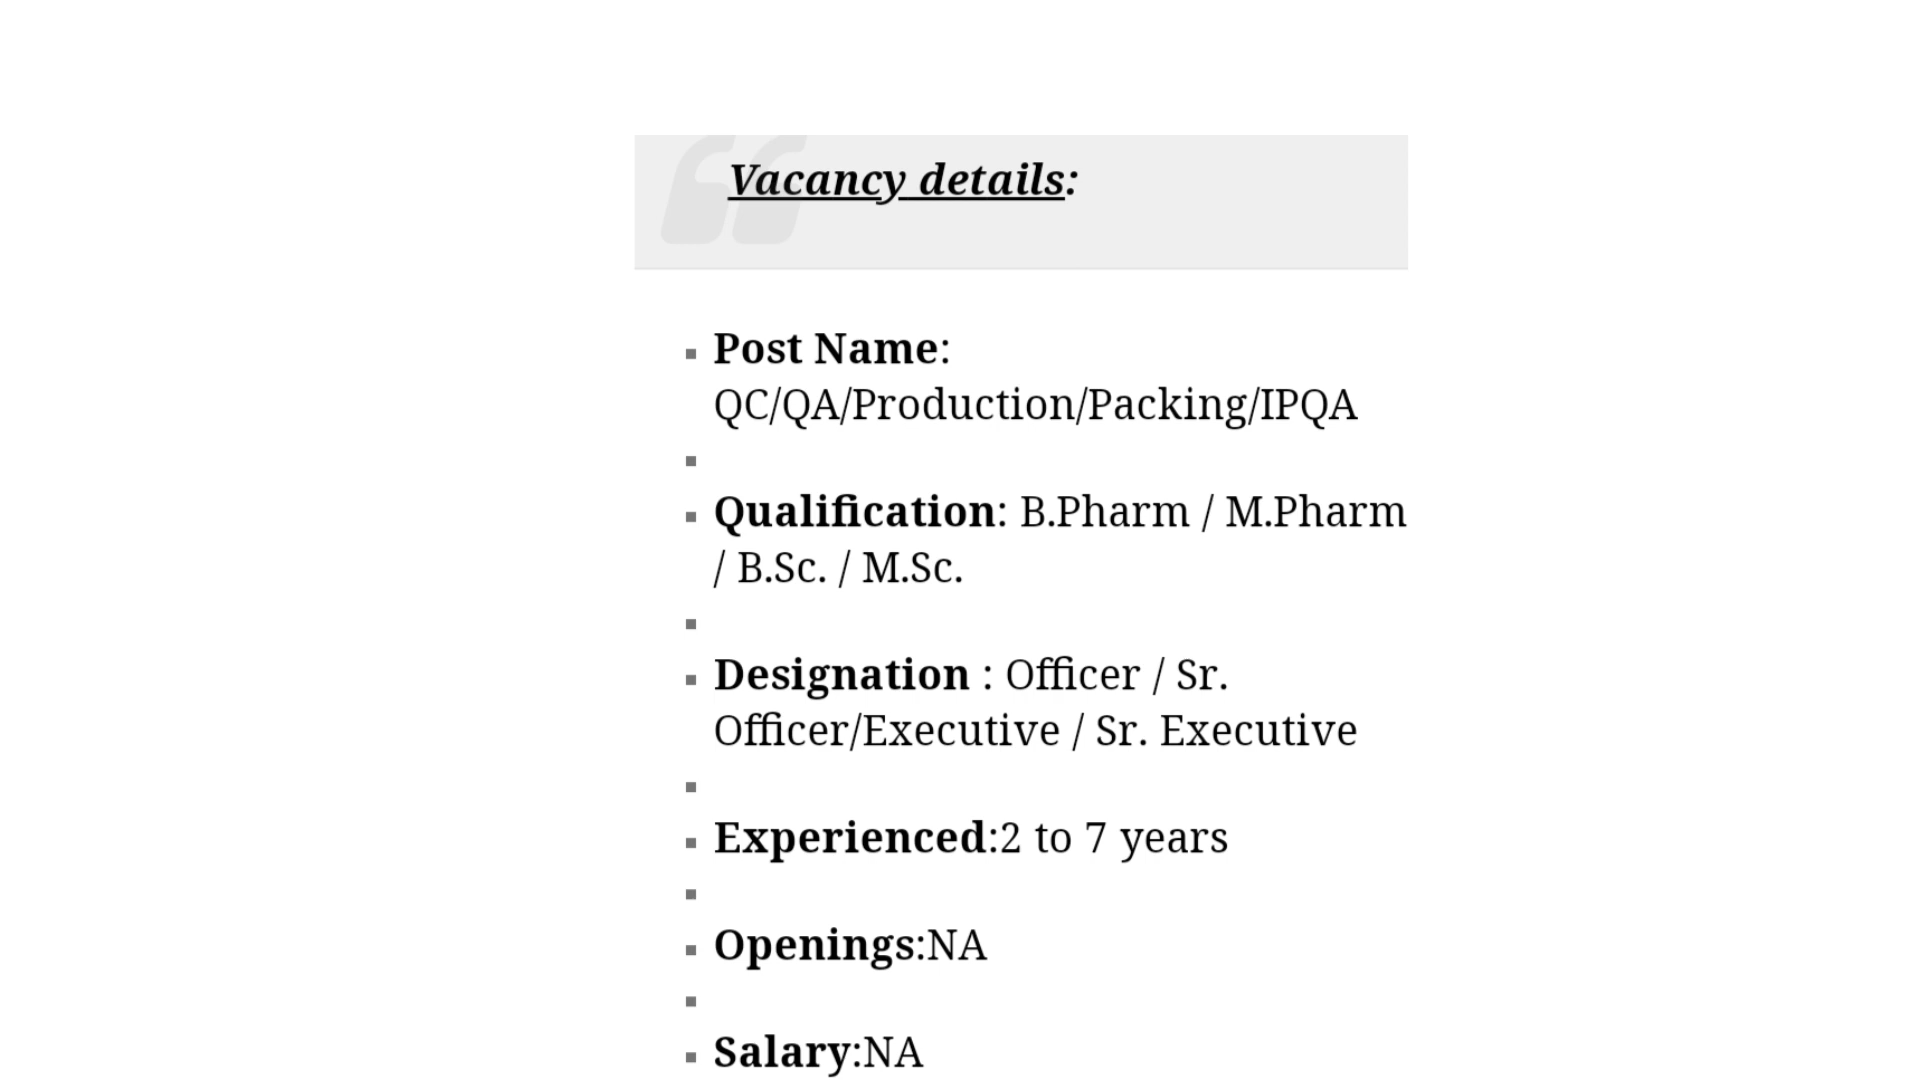 Vacancy details:
Post Name:
QC/QA/Production/Packing/IPQA
Qualification: B.Pharm / M.Pharm
/ B.Sc. / M.Sc.
Designation : Officer / Sr.
Officer/Executive / Sr. Executive
Experienced:2 to 7 years
Openings:NA
Salary:NA